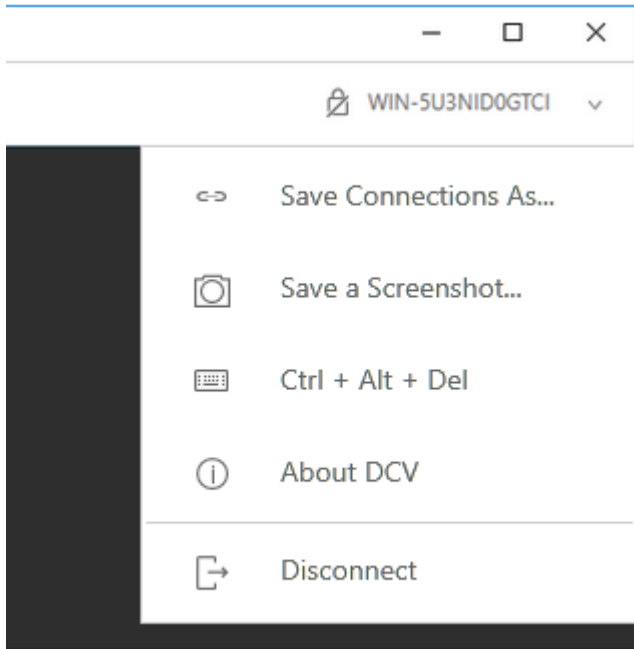 WIN-5U3NID0GTCI
Save Connections As...
Save a Screenshot...
Ctrl + Alt + Del
About DCV
Disconnect